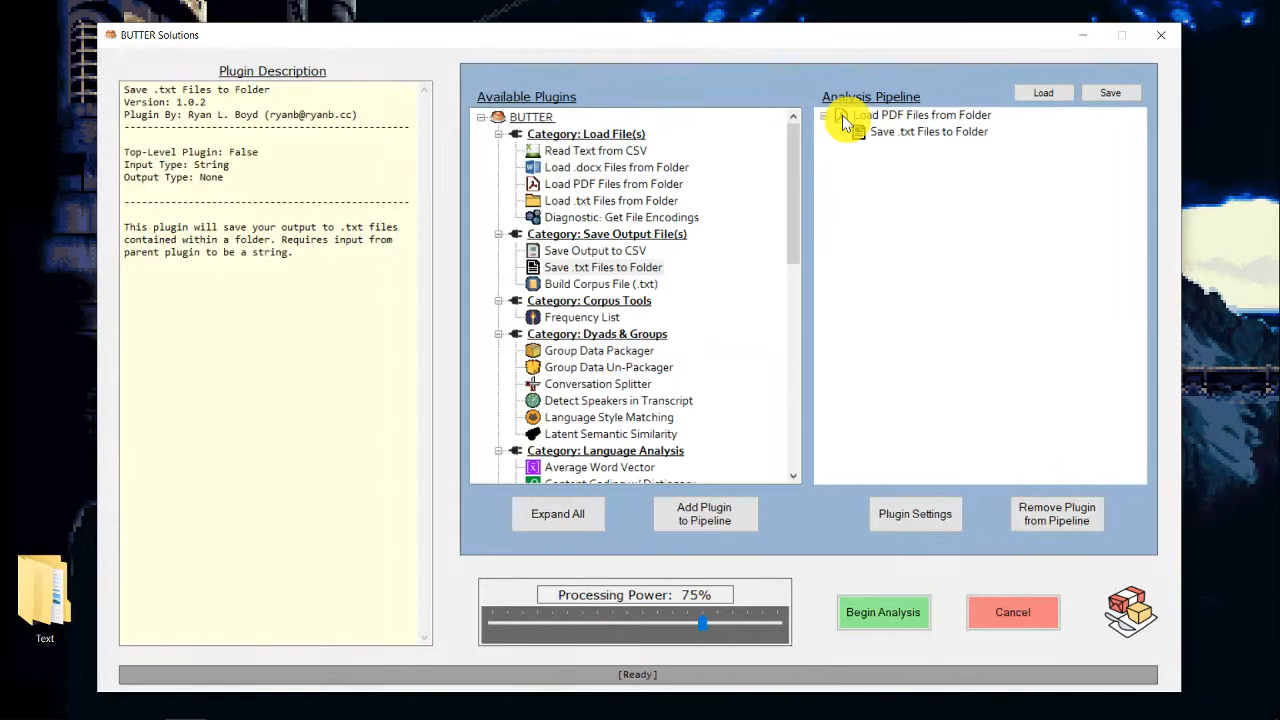 BUTTER Solutions
Plugin Description
Save .txt Files to Folder
Version: 1.0.2
Plugin By: Ryan L. Boyd (ryanb@ryanb.cc)
Top-Level Plugin: False
Input Type: String
Output Type: None
This plugin will save your output to .txt files
contained within a folder. Requires input from
parent plugin to be a string.
Available Plugins
BUTTER
Category: Load File(s)
Read Text from CSV
Load .docx Files from Folder
Load PDF Files from Folder
Load .txt Files from Folder
Diagnostic: Get File Encodings
Category: Save Output File(s)
Save Output to CSV
Save .txt Files to Folder
Build Corpus File (.txt)
Category: Corpus Tools
Frequency List
Category: Dyads & Groups
Group Data Packager
Group Data Un-Packager
Conversation Splitter
Detect Speakers in Transcript
Language Style Matching
Latent Semantic Similarity
Category: Language Analysis
Average Word Vector
Analysis Pipeline
Load
Save
Load PDF Files from Folder
Save .txt Files to Folder
Expand All
Add Plugin
to Pipeline
Plugin Settings
Remove Plugin
from Pipeline
Processing Power: 75%
Begin Analysis
Cancel
[Ready]
Text